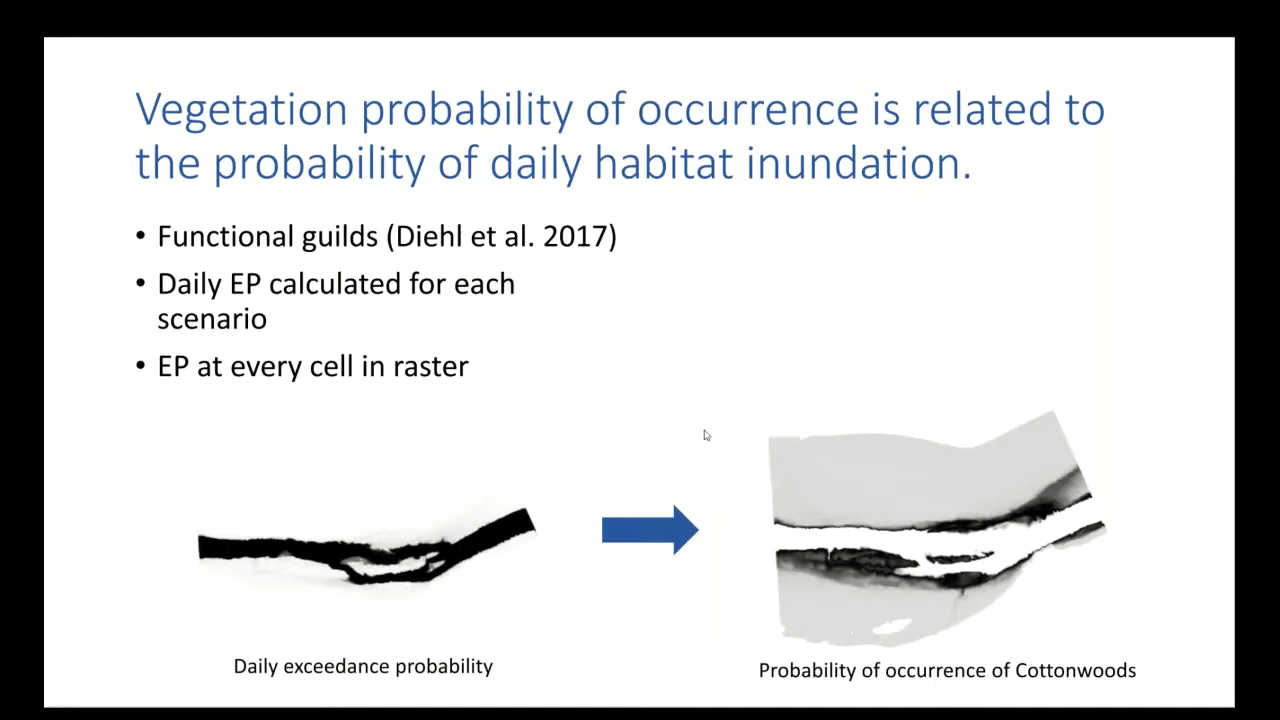 Vegetation probability of occurrence is related to
the probability of daily habitat inundation.
• Functional guilds (Diehl et al. 2017)
• Daily EP calculated for each
scenario
• EP at every cell in raster
Daily exceedance probability
Probability of occurrence of Cottonwoods